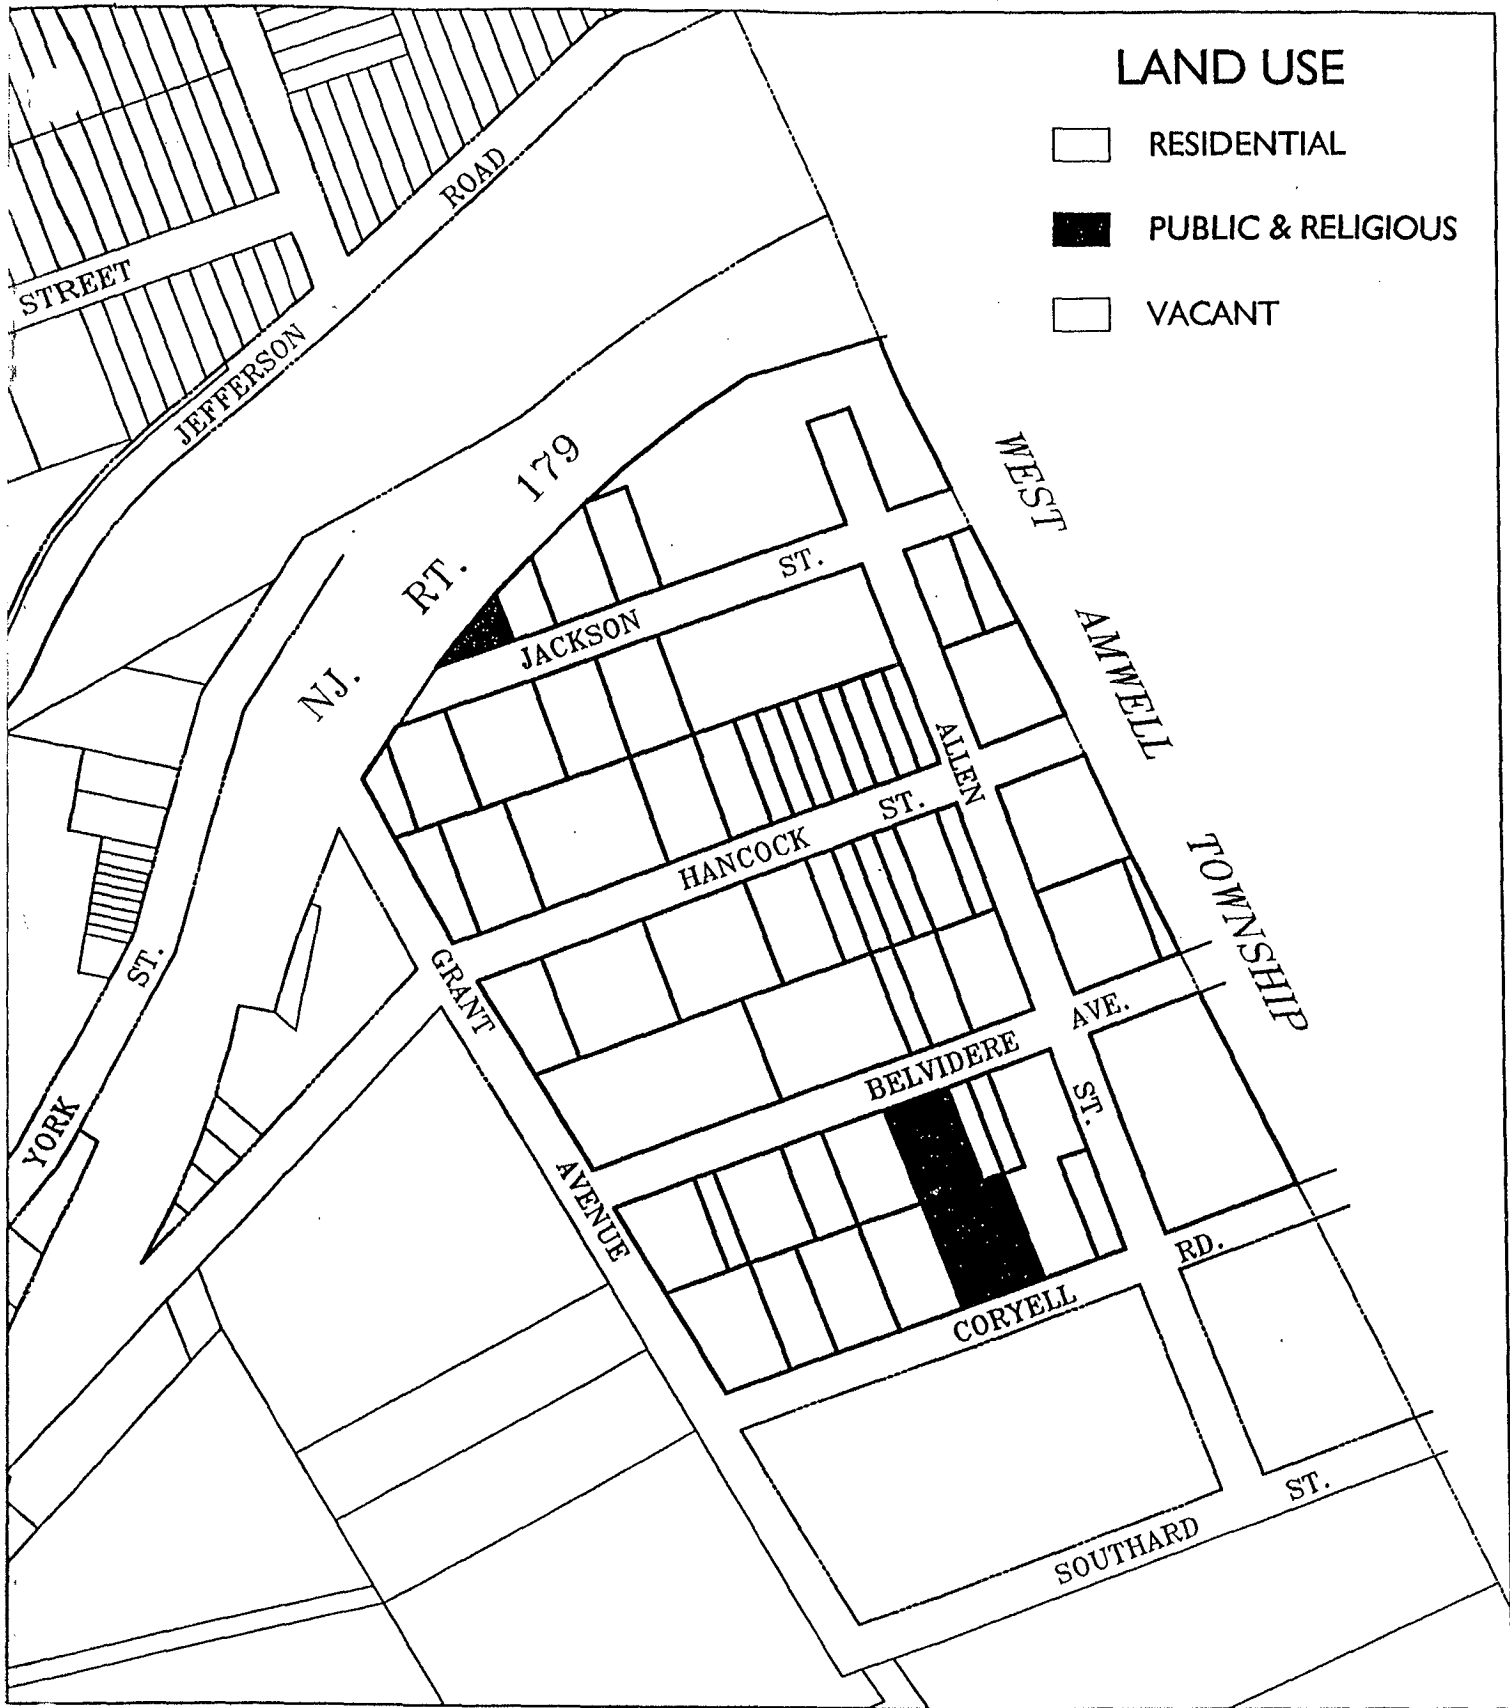 LAND USE
RESIDENTIAL
PUBLIC & RELIGIOUS
VACANT
ROAD
STREET
JEFFERSON
179
RT.
NJ.
WEST
AMWELL
TOWNSHIP
ST.
JACKSON
ALLEN
ST.
HANCOCK
GRANT
ST.
YORK
AVE.
BELVIDERE
ST.
AVENUE
RD.
CORYELL
ST.
SOUTHARD